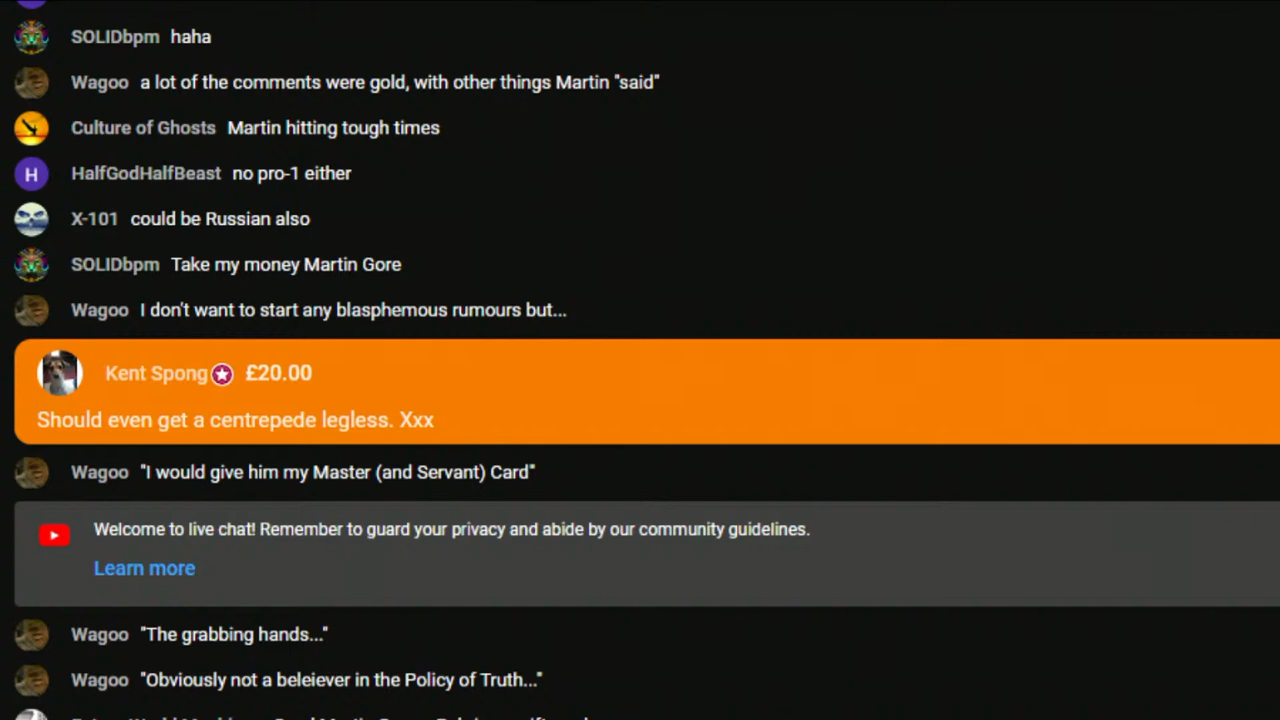 SOLIDbpm haha
Wagoo a lot of the comments were gold, with other things Martin "said"
Culture of Ghosts Martin hitting tough times
H HalfGodHalfBeast no pro-1 either
X-101 could be Russian also
SOLIDbpm Take my money Martin Gore
Wagoo I don't want to start any blasphemous rumours but...
Kent Spong £20.00
Should even get a centrepede legless. Xxx
Wagoo "I would give him my Master (and Servant) Card"
Welcome to live chat! Remember to guard your privacy and abide by our community guidelines.
Learn more
Wagoo "The grabbing hands..."
Wagoo "Obviously not a beleiever in the Policy of Truth..."